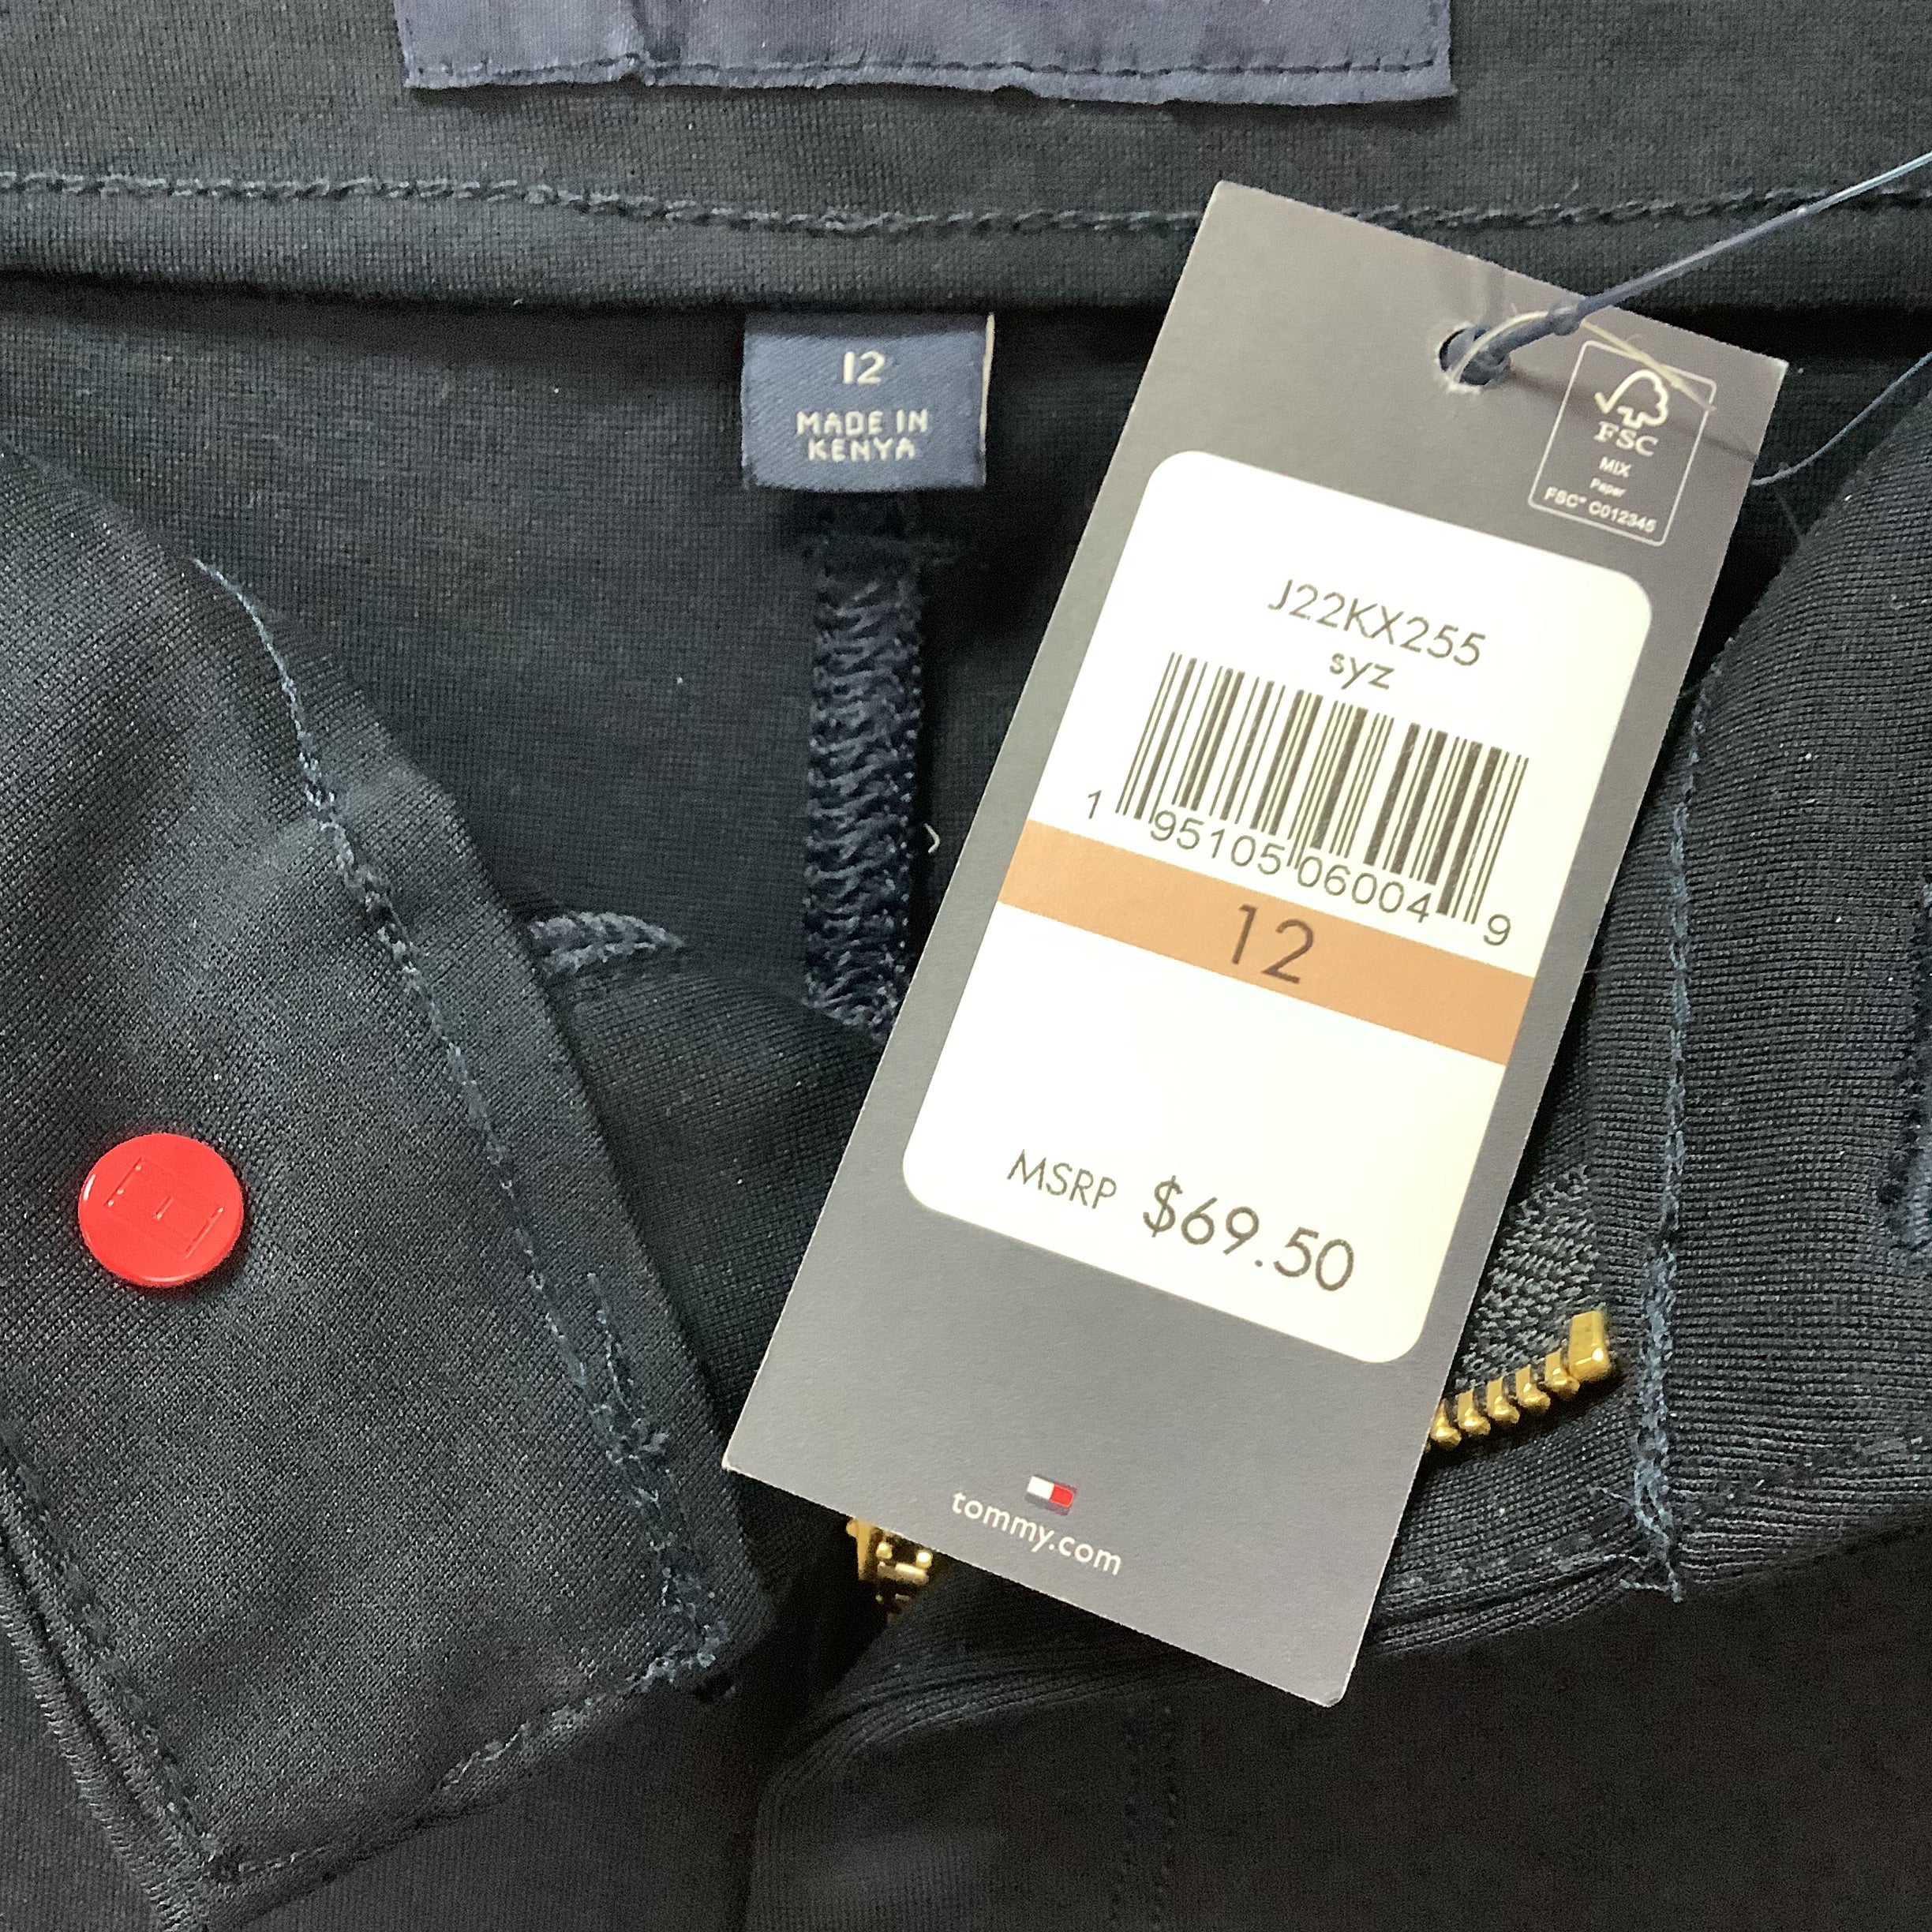 12
MADE IN
KENYA
FSC
MIX
Paper
FSC® C012345
J22KX255
syz
1 95105 06004 9
12
MSRP $69.50
tommy.com